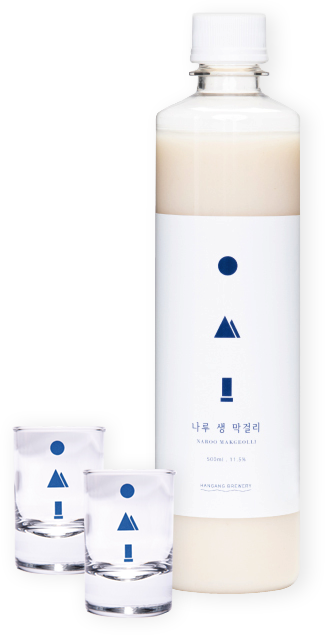 나루 생 막걸리
NAROO MAKGEOLLI
500ml . 11.5%
HANGANG BREWERY